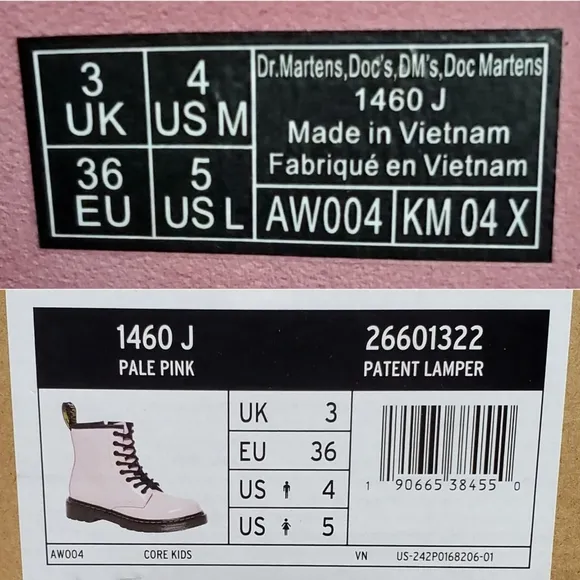 3 UK
4 US M
36 EU
5 US L
Dr.Martens,Doc's,DM's,Doc Martens
1460 J
Made in Vietnam
Fabriqué en Vietnam
AW004 KM 04 X
1460 J 26601322
PALE PINK PATENT LAMPER
UK 3
EU 36
US 4
US 5
1 90665 38455 0
AW004 CORE KIDS VN US-242P0168206-01